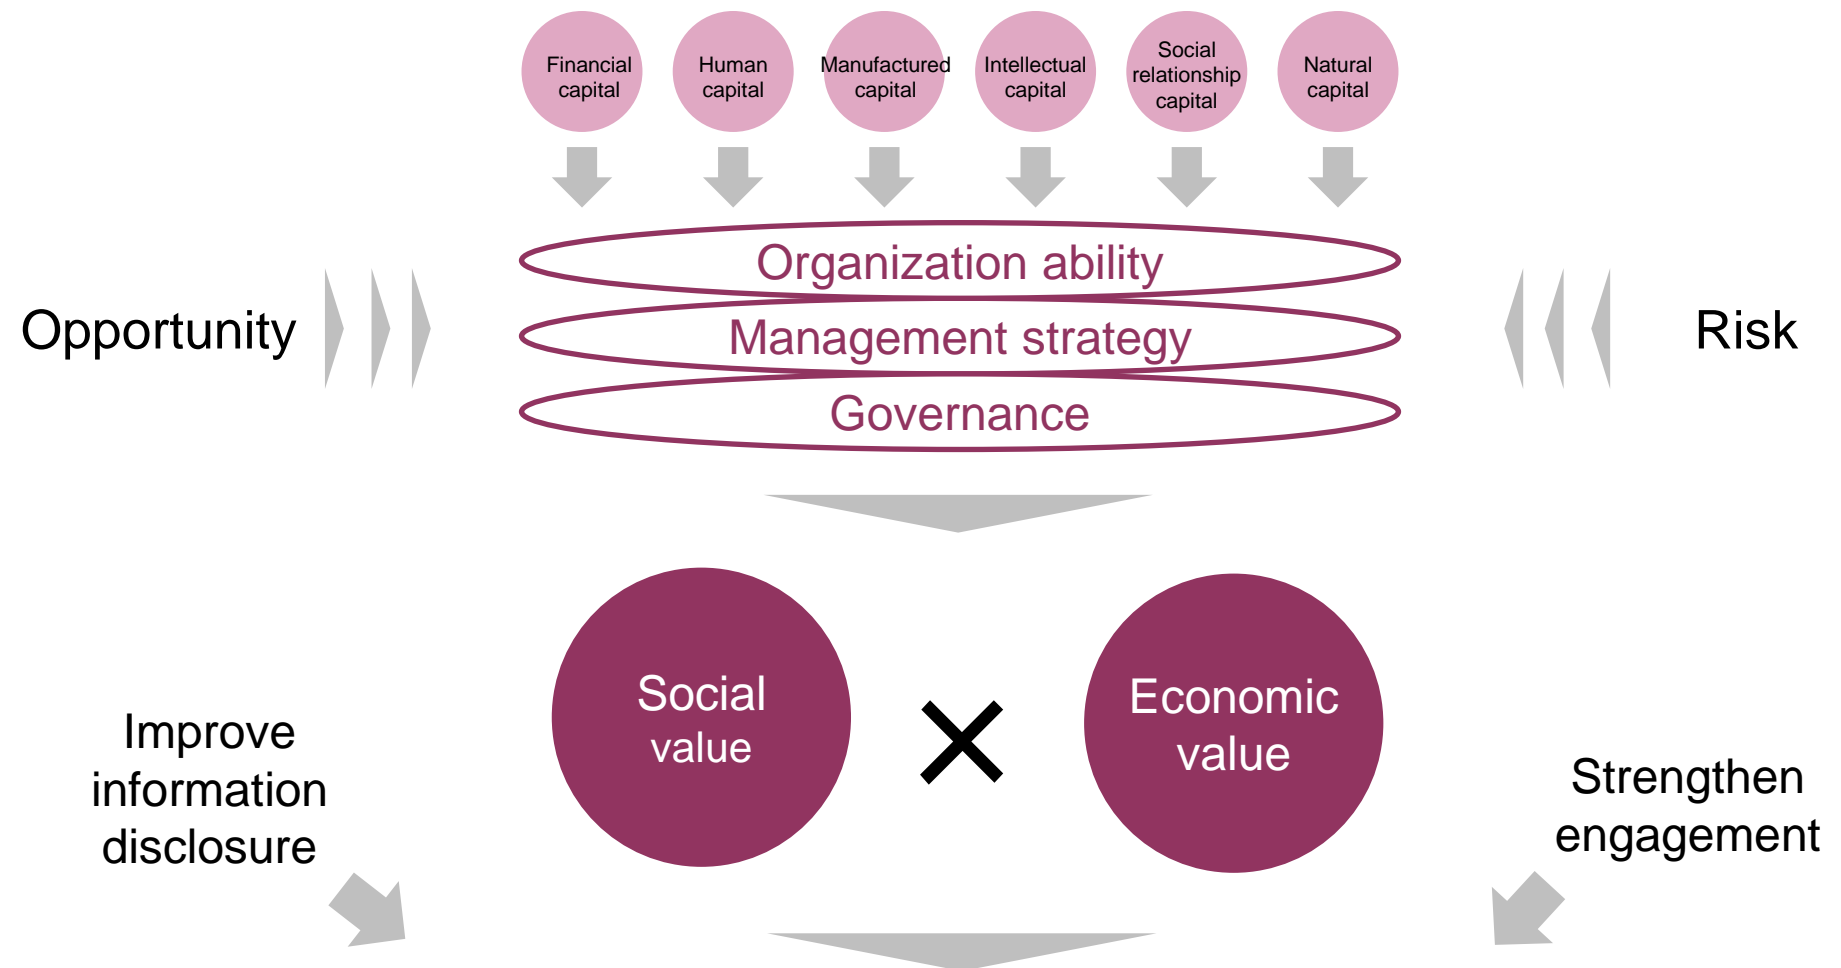 Financial
capital
Human
capital
Manufactured
capital
Intellectual
capital
Social
relationship
capital
Natural
capital
Organization ability
Opportunity
Management strategy
Risk
Governance
Social
value
Economic
value
Improve
information
disclosure
Strengthen
engagement